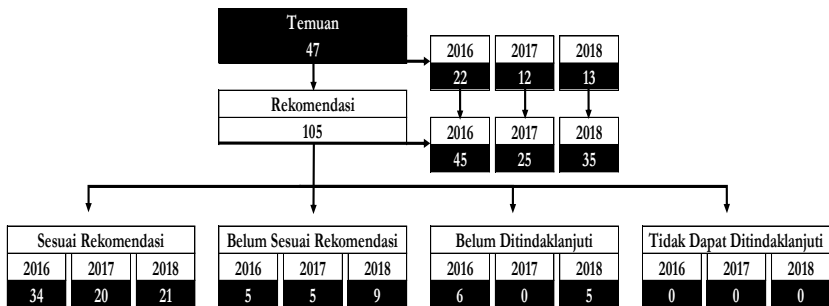 Temuan
47
2016 2017 2018
22 12 13
Rekomendasi
105
2016 2017 2018
45 25 35
Sesuai Rekomendasi
2016 2017 2018
34 20 21
Belum Sesuai Rekomendasi
2016 2017 2018
5 5 9
Belum Ditindaklanjuti
2016 2017 2018
6 0 5
Tidak Dapat Ditindaklanjuti
2016 2017 2018
0 0 0